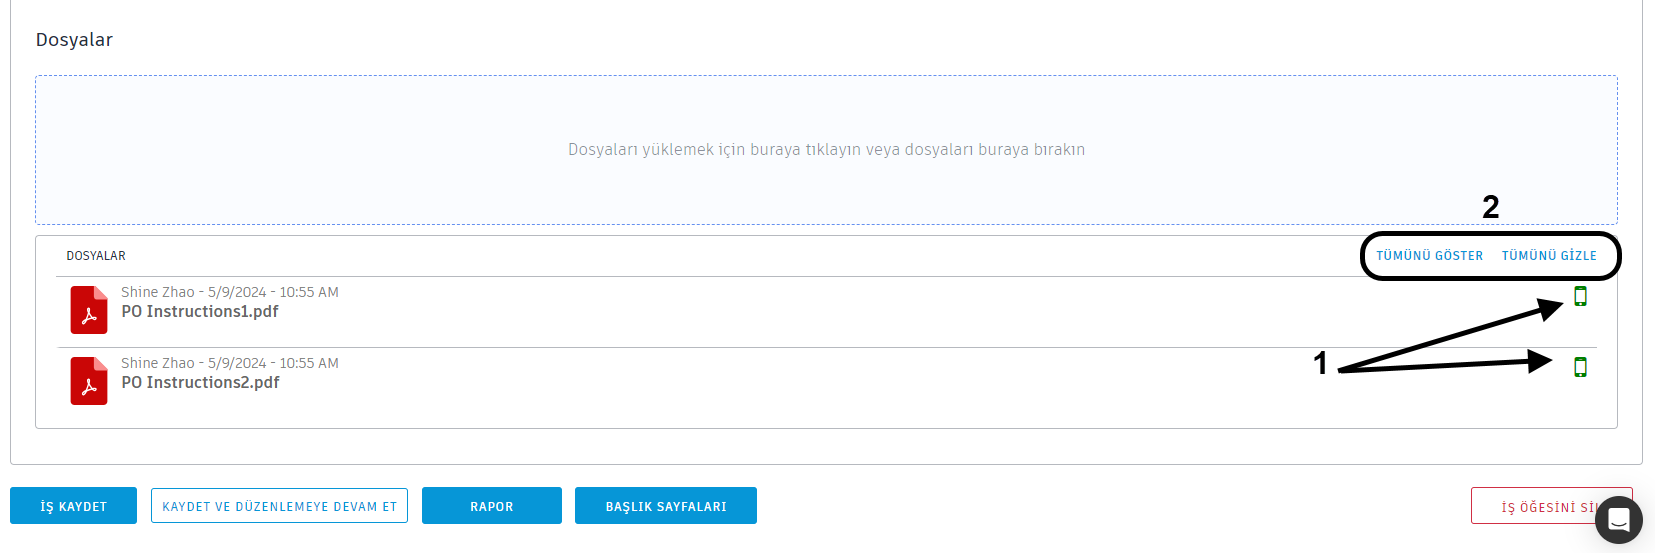 Dosyalar
Dosyaları yüklemek için buraya tıklayın veya dosyaları buraya bırakın
2
DOSYALAR TÜMÜNÜ GÖSTER TÜMÜNÜ GİZLE
Shine Zhao - 5/9/2024 - 10:55 AM
PO Instructions1.pdf
1
Shine Zhao - 5/9/2024 - 10:55 AM
PO Instructions2.pdf
İŞ KAYDET KAYDET VE DÜZENLEMEYE DEVAM ET RAPOR BAŞLIK SAYFALARI İŞ ÖĞESİNİ